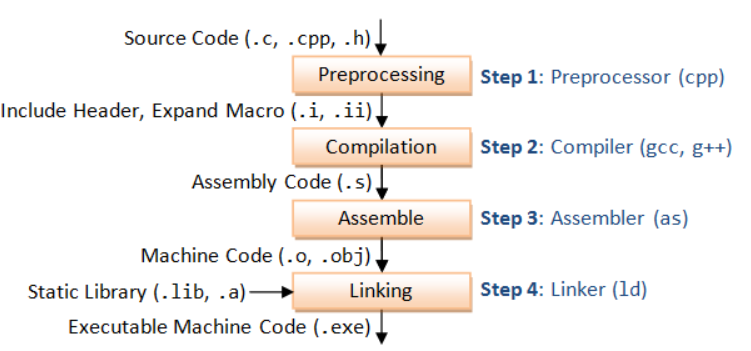 Source Code (.c, .cpp, .h)
Preprocessing
Step 1: Preprocessor (cpp)
Include Header, Expand Macro (.i, .ii)
Compilation
Step 2: Compiler (gcc, g++)
Assembly Code (.s)
Assemble
Step 3: Assembler (as)
Machine Code (.o, .obj)
Static Library (.lib, .a)
Linking
Step 4: Linker (ld)
Executable Machine Code (.exe)